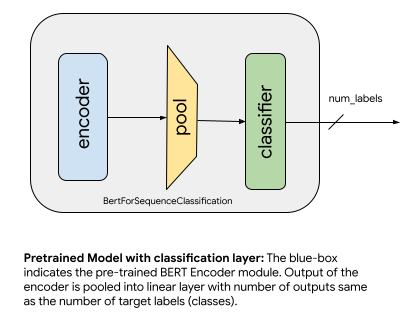 encoder
pool
classifier
num_labels
BertForSequenceClassification
Pretrained Model with classification layer: The blue-box
indicates the pre-trained BERT Encoder module. Output of the
encoder is pooled into linear layer with number of outputs same
as the number of target labels (classes).